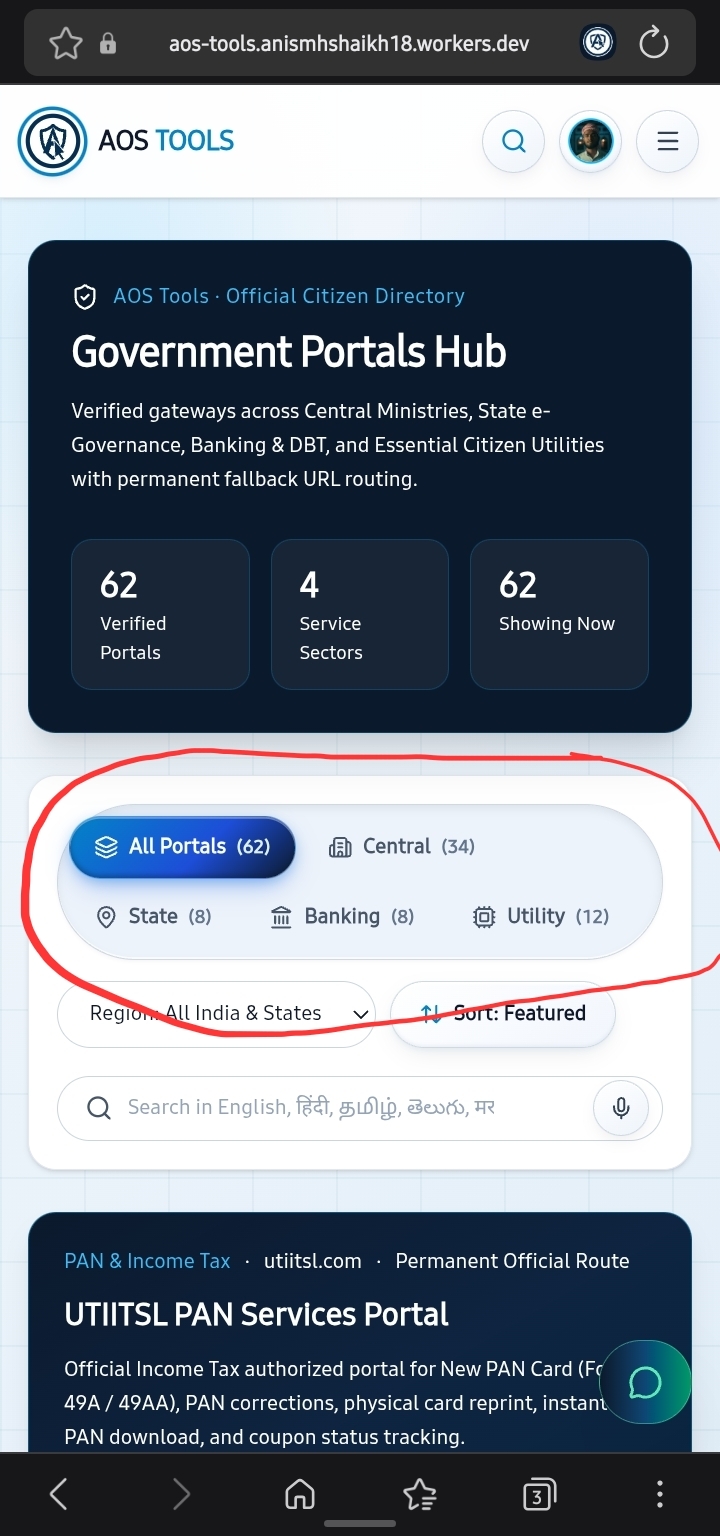 aos-tools.anismhshaikh18.workers.dev
AOS TOOLS
AOS Tools · Official Citizen Directory
Government Portals Hub
Verified gateways across Central Ministries, State e-
Governance, Banking & DBT, and Essential Citizen Utilities
with permanent fallback URL routing.
62
Verified
Portals
4
Service
Sectors
62
Showing Now
All Portals (62)
Central (34)
State (8)
Banking (8)
Utility (12)
Region: All India & States
Sort: Featured
Search in English, हिंदी, தமிழ், తెలుగు, मर
PAN & Income Tax · utiitsl.com · Permanent Official Route
UTIITSL PAN Services Portal
Official Income Tax authorized portal for New PAN Card (Fo
49A / 49AA), PAN corrections, physical card reprint, instant
PAN download, and coupon status tracking.
3